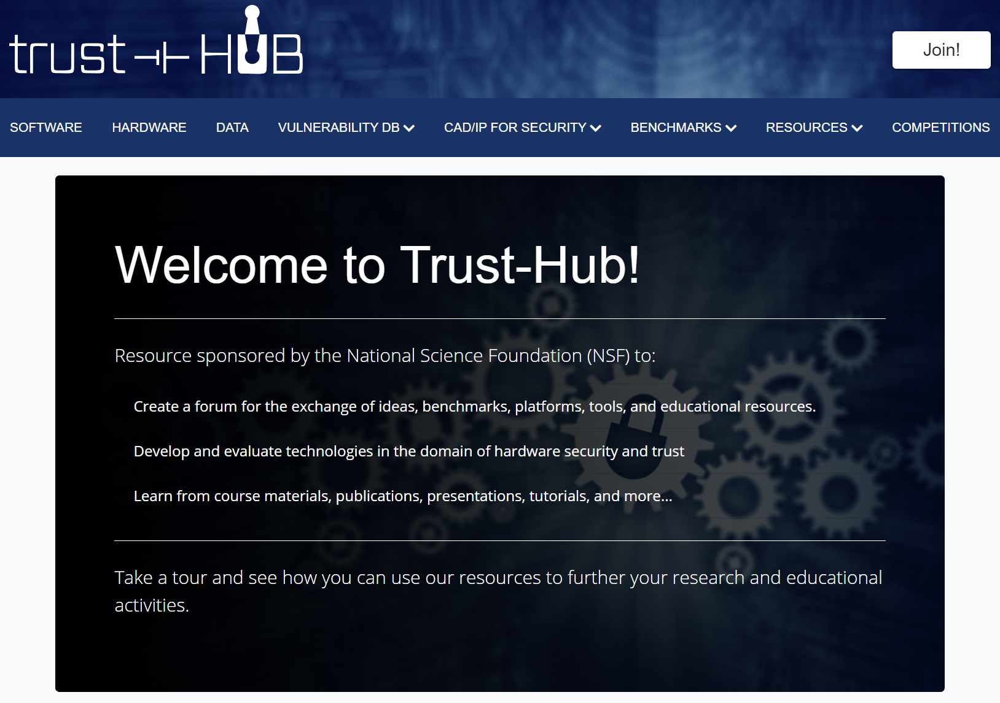 trust-HUB
Join!
SOFTWARE HARDWARE DATA VULNERABILITY DB CAD/IP FOR SECURITY BENCHMARKS RESOURCES COMPETITIONS
Welcome to Trust-Hub!
Resource sponsored by the National Science Foundation (NSF) to:
Create a forum for the exchange of ideas, benchmarks, platforms, tools, and educational resources.
Develop and evaluate technologies in the domain of hardware security and trust
Learn from course materials, publications, presentations, tutorials, and more...
Take a tour and see how you can use our resources to further your research and educational
activities.